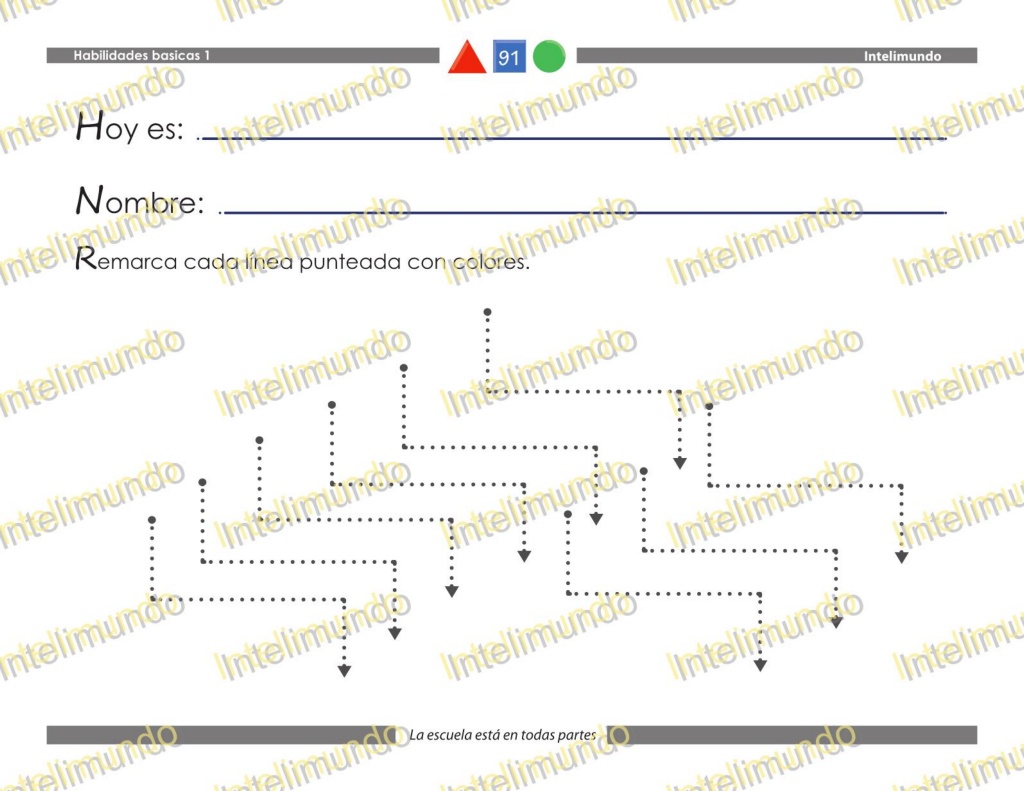 Habilidades basicas 1
91
Intelimundo
Hoy es:
Nombre:
Remarca cada línea punteada con colores.
La escuela está en todas partes
Intelimundo